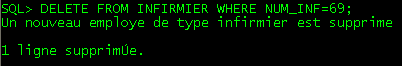 SQL> DELETE FROM INFIRMIER WHERE NUM_INF=69;
Un nouveau employe de type infirmier est supprime
1 ligne supprimÚe.